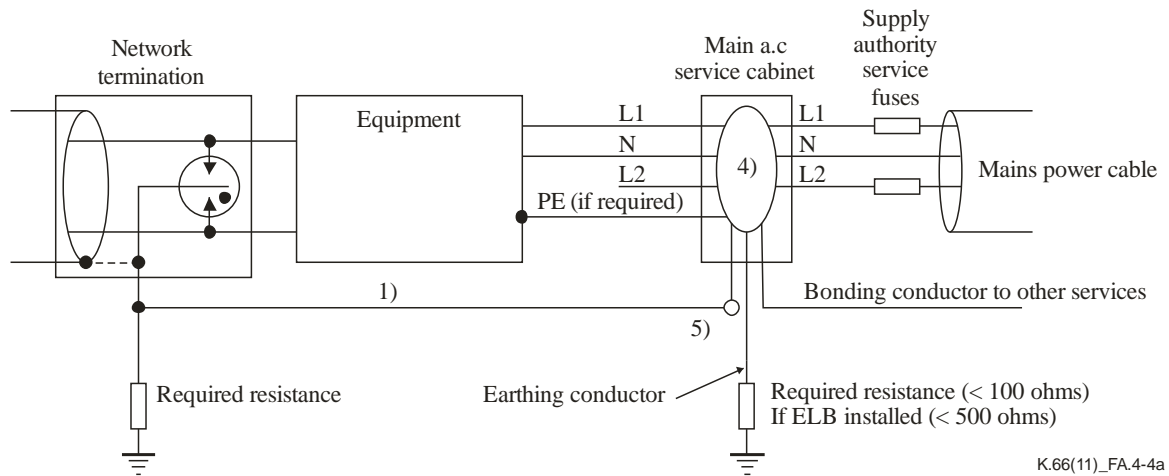 Network
termination
Equipment
Main a.c
service cabinet
Supply
authority
service
fuses
L1
N
L2
PE (if required)
4)
L1
N
L2
Mains power cable
1)
5)
Bonding conductor to other services
Required resistance
Earthing conductor
Required resistance (< 100 ohms)
If ELB installed (< 500 ohms)
K.66(11)_FA.4-4a